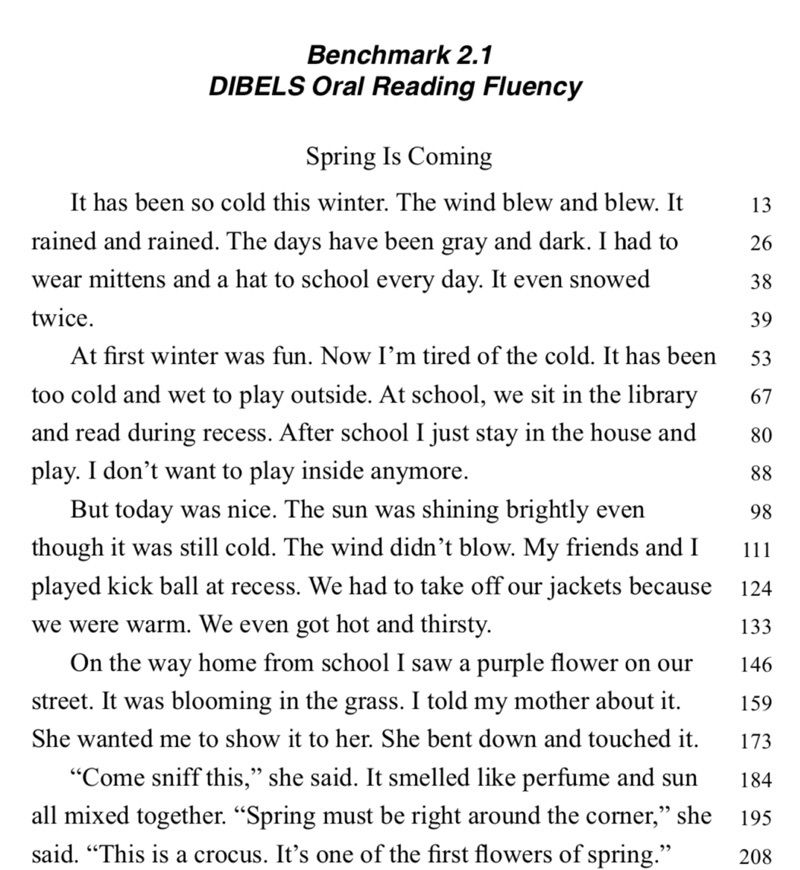 Benchmark 2.1
DIBELS Oral Reading Fluency
Spring Is Coming
It has been so cold this winter. The wind blew and blew. It 13
rained and rained. The days have been gray and dark. I had to 26
wear mittens and a hat to school every day. It even snowed 38
twice. 39
At first winter was fun. Now I’m tired of the cold. It has been 53
too cold and wet to play outside. At school, we sit in the library 67
and read during recess. After school I just stay in the house and 80
play. I don’t want to play inside anymore. 88
But today was nice. The sun was shining brightly even 98
though it was still cold. The wind didn’t blow. My friends and I 111
played kick ball at recess. We had to take off our jackets because 124
we were warm. We even got hot and thirsty. 133
On the way home from school I saw a purple flower on our 146
street. It was blooming in the grass. I told my mother about it. 159
She wanted me to show it to her. She bent down and touched it. 173
“Come sniff this,” she said. It smelled like perfume and sun 184
all mixed together. “Spring must be right around the corner,” she 195
said. “This is a crocus. It’s one of the first flowers of spring.” 208